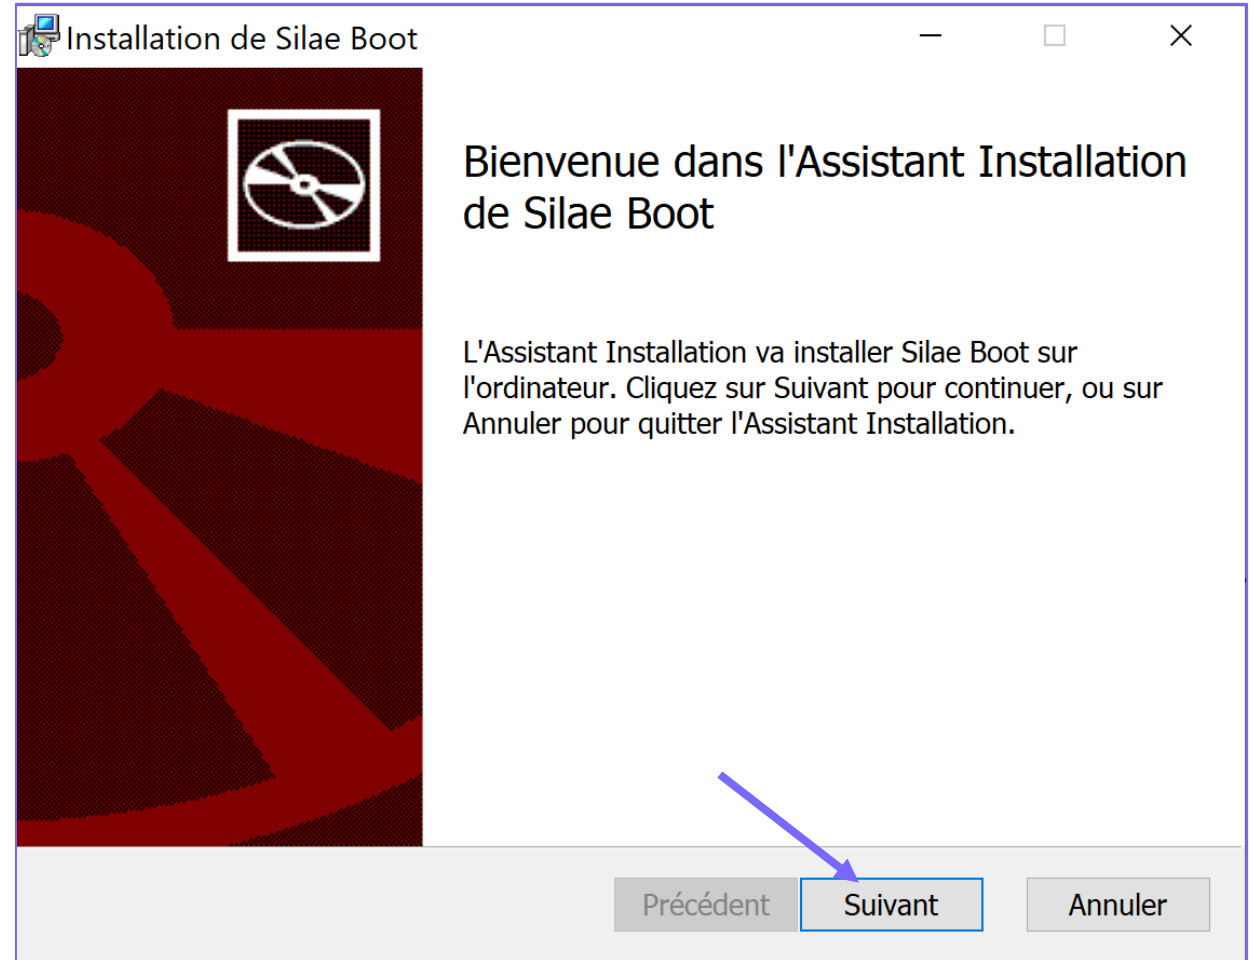 Installation de Silae Boot
Bienvenue dans l'Assistant Installation
de Silae Boot
L'Assistant Installation va installer Silae Boot sur
l'ordinateur. Cliquez sur Suivant pour continuer, ou sur
Annuler pour quitter l'Assistant Installation.
Précédent Suivant Annuler